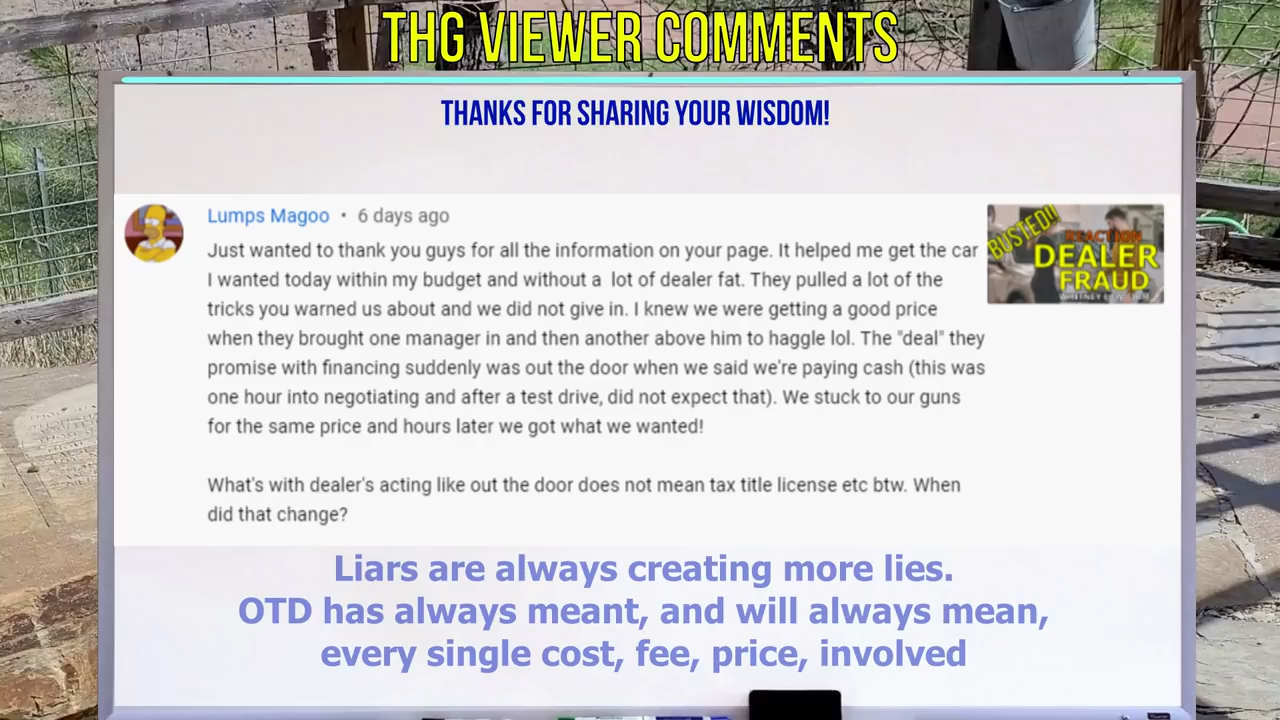 THG VIEWER COMMENTS
THANKS FOR SHARING YOUR WISDOM!
Lumps Magoo • 6 days ago
Just wanted to thank you guys for all the information on your page. It helped me get the car
I wanted today within my budget and without a lot of dealer fat. They pulled a lot of the
tricks you warned us about and we did not give in. I knew we were getting a good price
when they brought one manager in and then another above him to haggle lol. The "deal" they
promise with financing suddenly was out the door when we said we're paying cash (this was
one hour into negotiating and after a test drive, did not expect that). We stuck to our guns
for the same price and hours later we got what we wanted!
What's with dealer's acting like out the door does not mean tax title license etc btw. When
did that change?
BUSTED!!
REACTION
DEALER
FRAUD
Liars are always creating more lies.
OTD has always meant, and will always mean,
every single cost, fee, price, involved